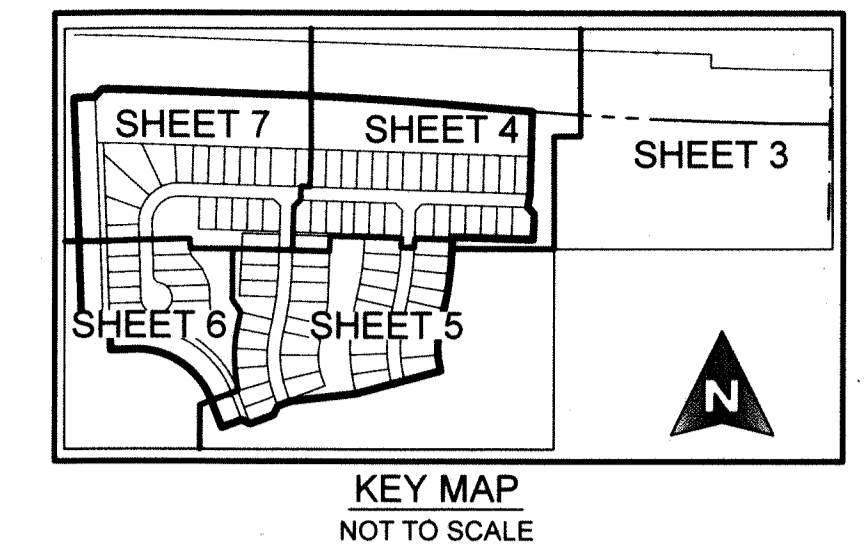 SHEET 7
SHEET 4
SHEET 3
SHEET 6
SHEET 5
N
KEY MAP
NOT TO SCALE